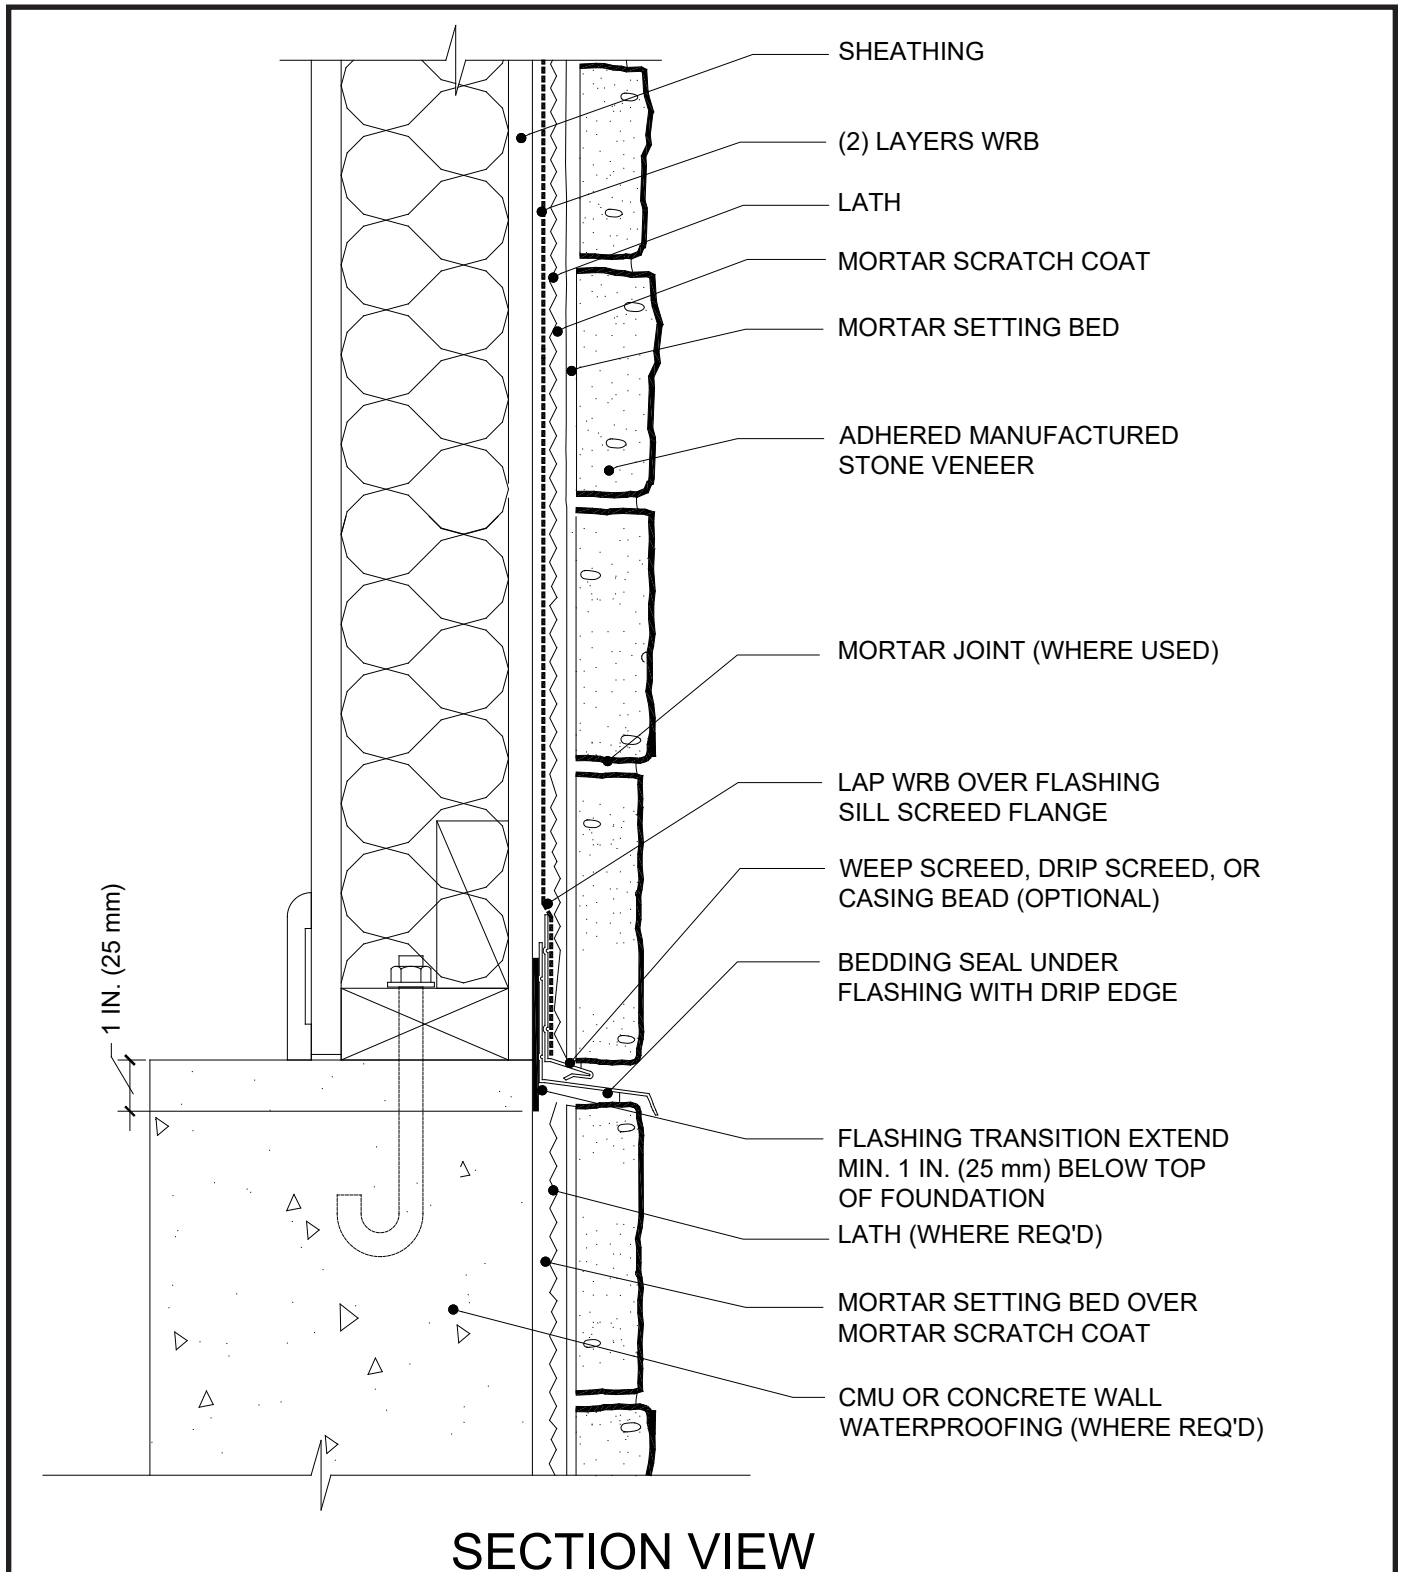 SHEATHING
(2) LAYERS WRB
LATH
MORTAR SCRATCH COAT
MORTAR SETTING BED
ADHERED MANUFACTURED
STONE VENEER
MORTAR JOINT (WHERE USED)
LAP WRB OVER FLASHING
SILL SCREED FLANGE
WEEP SCREED, DRIP SCREED, OR
CASING BEAD (OPTIONAL)
1 IN. (25 mm)
BEDDING SEAL UNDER
FLASHING WITH DRIP EDGE
FLASHING TRANSITION EXTEND
MIN. 1 IN. (25 mm) BELOW TOP
OF FOUNDATION
LATH (WHERE REQ'D)
MORTAR SETTING BED OVER
MORTAR SCRATCH COAT
CMU OR CONCRETE WALL
WATERPROOFING (WHERE REQ'D)
SECTION VIEW